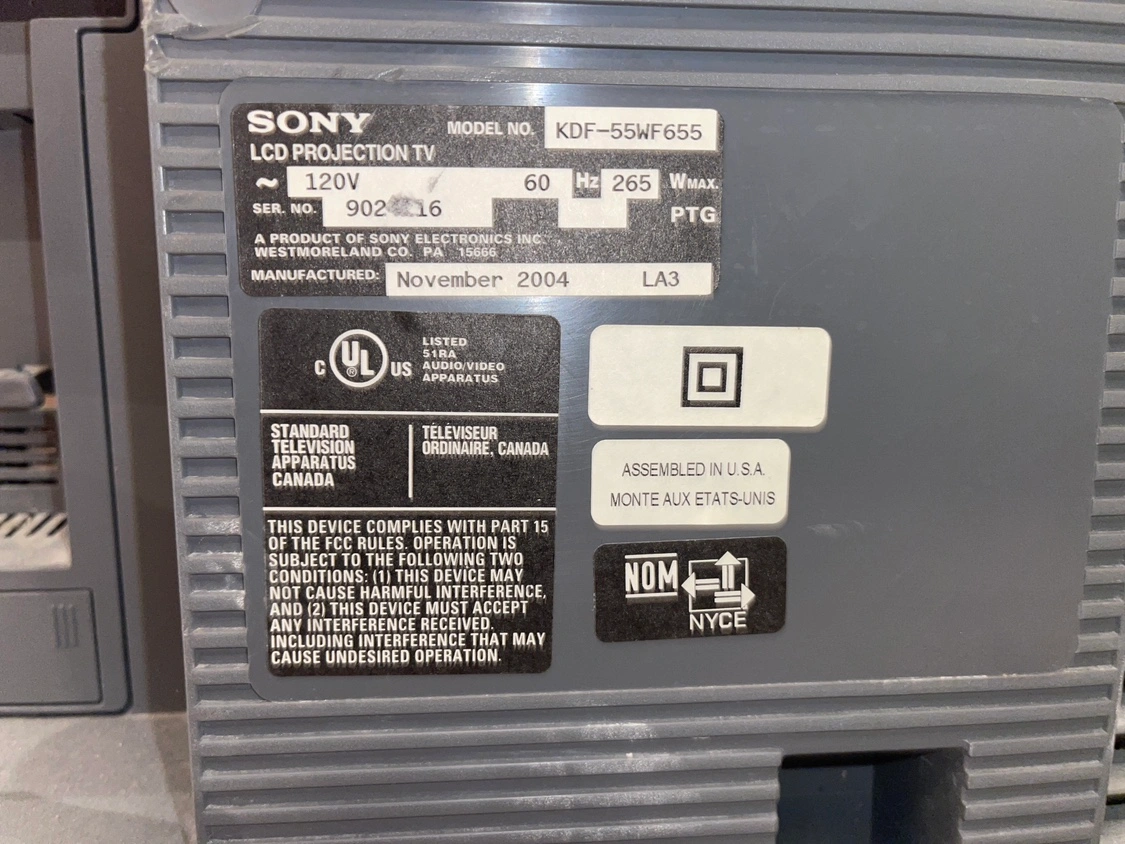 SONY
MODEL NO. KDF-55WF655
LCD PROJECTION TV
~ 120V 60 Hz 265 WMAX.
SER. NO. PTG
A PRODUCT OF SONY ELECTRONICS INC.
WESTMORELAND CO. PA 15666
MANUFACTURED: November 2004 LA3
C UL ® US
LISTED
51RA
AUDIO/VIDEO
APPARATUS
STANDARD
TELEVISION
APPARATUS
CANADA
TÉLÉVISEUR
ORDINAIRE, CANADA
THIS DEVICE COMPLIES WITH PART 15
OF THE FCC RULES. OPERATION IS
SUBJECT TO THE FOLLOWING TWO
CONDITIONS: (1) THIS DEVICE MAY
NOT CAUSE HARMFUL INTERFERENCE,
AND (2) THIS DEVICE MUST ACCEPT
ANY INTERFERENCE RECEIVED.
INCLUDING INTERFERENCE THAT MAY
CAUSE UNDESIRED OPERATION.
ASSEMBLED IN U.S.A.
MONTE AUX ETATS-UNIS
NOM
NYCE